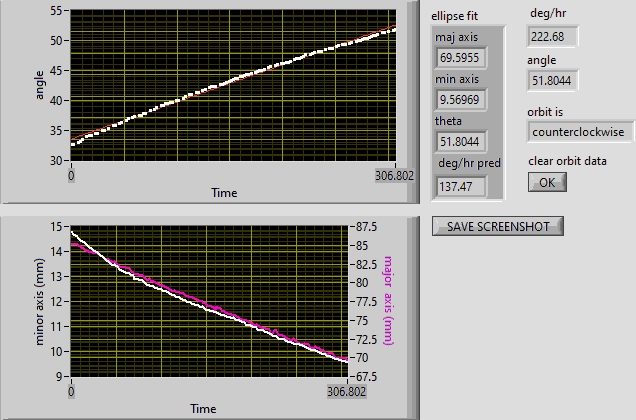 55
50
45
40
35
30
angle
0
306.802
Time
ellipse fit
maj axis
69.5955
min axis
9.56969
theta
51.8044
deg/hr pred
137.47
deg/hr
222.68
angle
51.8044
orbit is
counterclockwise
clear orbit data
OK
SAVE SCREENSHOT
15
14
13
12
11
10
9
minor axis (mm)
87.5
85
82.5
80
77.5
75
72.5
70
67.5
major axis (mm)
0
306.802
Time